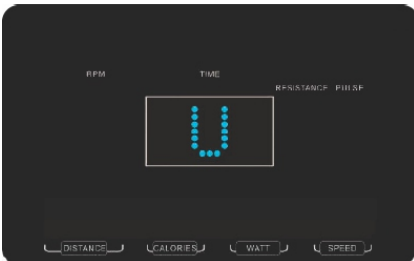 RPM TIME
RESISTANCE PULSE
U
DISTANCE CALORIES WATT SPEED